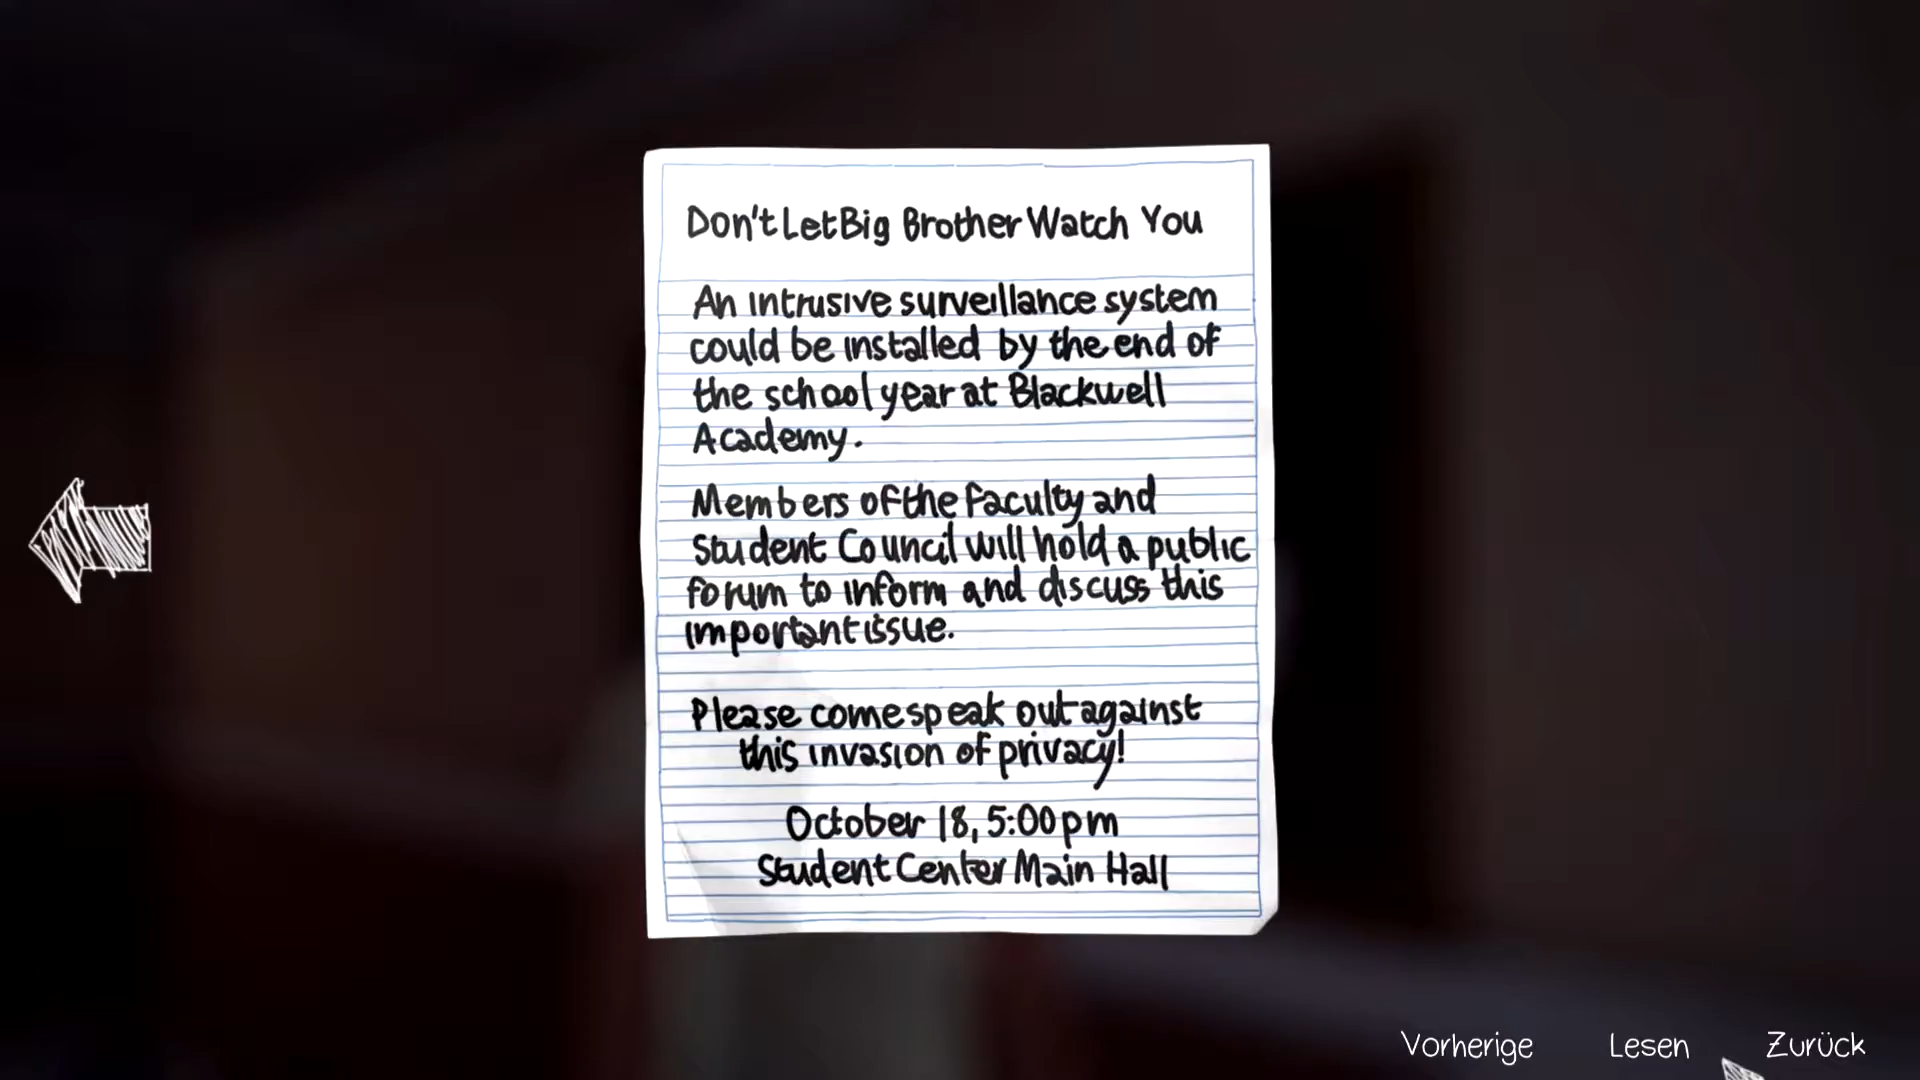 Don't Let Big Brother Watch You
An intrusive surveillance system
could be installed by the end of
the school year at Blackwell
Academy.
Members of the faculty and
Student Council will hold a public
forum to inform and discuss this
important issue.
Please come speak out against
this invasion of privacy!
October 18, 5:00 pm
Student Center Main Hall
Vorherige Lesen Zurück